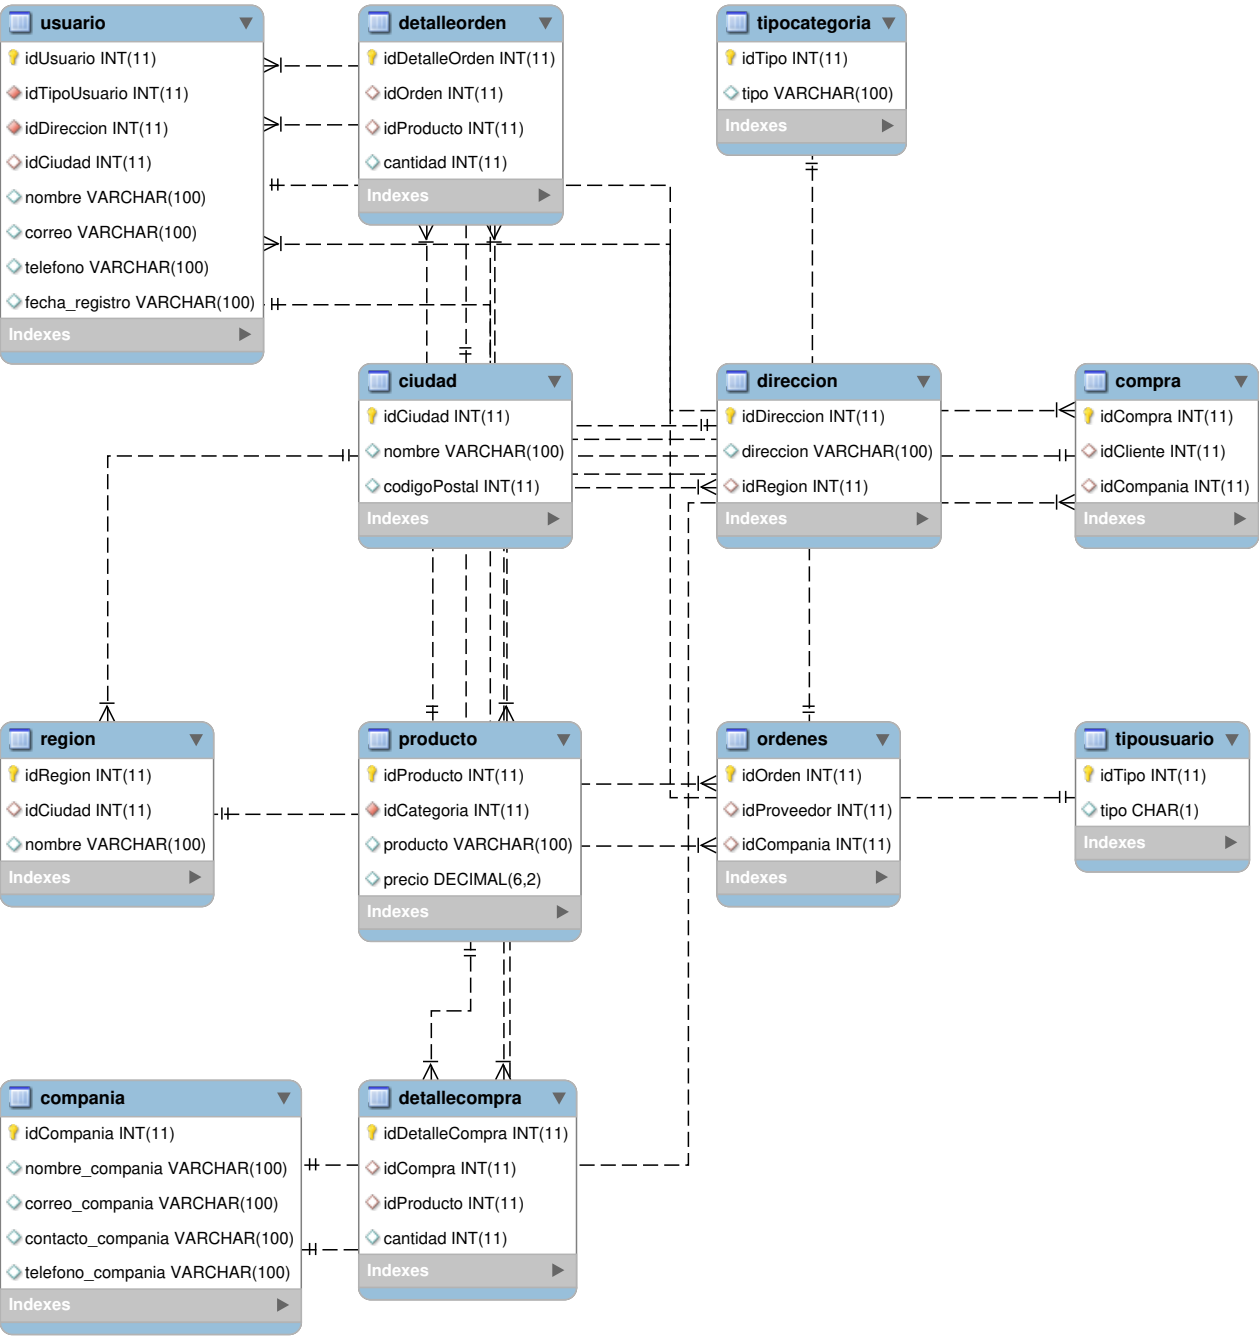 usuario
idUsuario INT(11)
idTipoUsuario INT(11)
idDireccion INT(11)
idCiudad INT(11)
nombre VARCHAR(100)
correo VARCHAR(100)
telefono VARCHAR(100)
fecha_registro VARCHAR(100)
Indexes
detalleorden
idDetalleOrden INT(11)
idOrden INT(11)
idProducto INT(11)
cantidad INT(11)
Indexes
tipocategoria
idTipo INT(11)
tipo VARCHAR(100)
Indexes
ciudad
idCiudad INT(11)
nombre VARCHAR(100)
codigoPostal INT(11)
Indexes
direccion
idDireccion INT(11)
direccion VARCHAR(100)
idRegion INT(11)
Indexes
compra
idCompra INT(11)
idCliente INT(11)
idCompania INT(11)
Indexes
region
idRegion INT(11)
idCiudad INT(11)
nombre VARCHAR(100)
Indexes
producto
idProducto INT(11)
idCategoria INT(11)
producto VARCHAR(100)
precio DECIMAL(6,2)
Indexes
ordenes
idOrden INT(11)
idProveedor INT(11)
idCompania INT(11)
Indexes
tipousuario
idTipo INT(11)
tipo CHAR(1)
Indexes
compania
idCompania INT(11)
nombre_compania VARCHAR(100)
correo_compania VARCHAR(100)
contacto_compania VARCHAR(100)
telefono_compania VARCHAR(100)
Indexes
detallecompra
idDetalleCompra INT(11)
idCompra INT(11)
idProducto INT(11)
cantidad INT(11)
Indexes